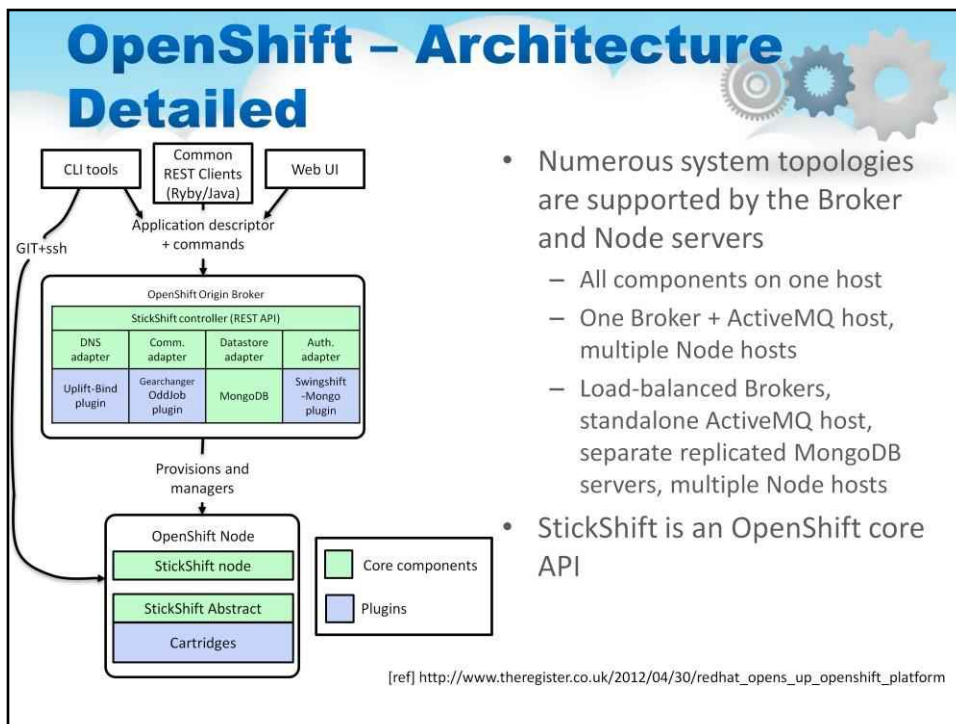 OpenShift – Architecture
Detailed
CLI tools
Common
REST Clients
(Ryby/Java)
Web UI
Application descriptor
+ commands
GIT+ssh
OpenShift Origin Broker
StickShift controller (REST API)
DNS
adapter
Comm.
adapter
Datastore
adapter
Auth.
adapter
Uplift-Bind
plugin
Gearchanger
OddJob
plugin
MongoDB
Swingshift
-Mongo
plugin
Provisions and
managers
OpenShift Node
StickShift node
StickShift Abstract
Cartridges
Core components
Plugins
• Numerous system topologies
are supported by the Broker
and Node servers
– All components on one host
– One Broker + ActiveMQ host,
multiple Node hosts
– Load-balanced Brokers,
standalone ActiveMQ host,
separate replicated MongoDB
servers, multiple Node hosts
• StickShift is an OpenShift core
API
[ref] http://www.theregister.co.uk/2012/04/30/redhat_opens_up_openshift_platform